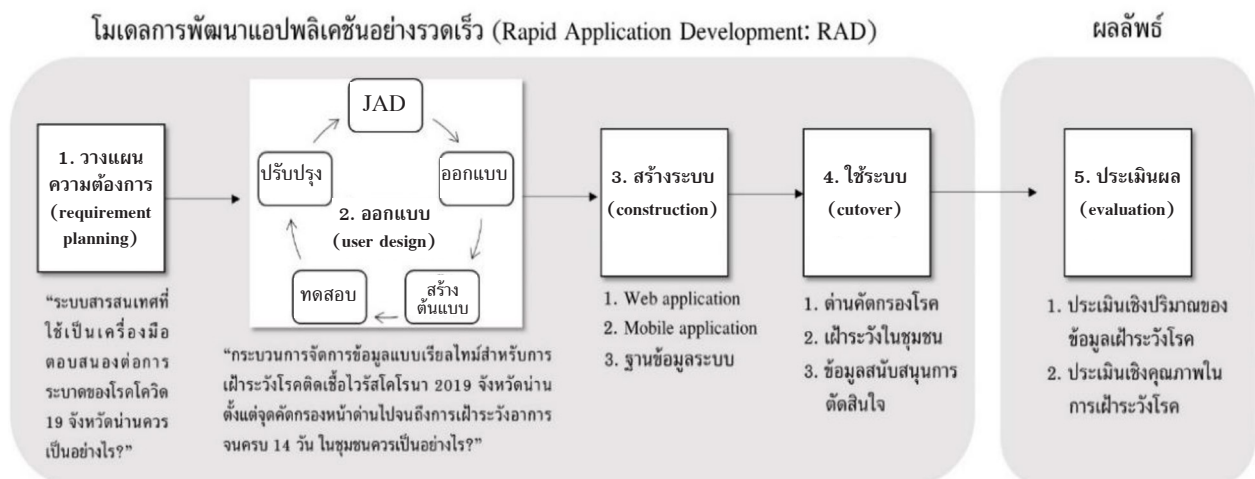 โมเดลการพัฒนาแอปพลิเคชันอย่างรวดเร็ว (Rapid Application Development: RAD)
ผลลัพธ์
1. วางแผน
ความต้องการ
(requirement
planning)
"ระบบสารสนเทศที่
ใช้เป็นเครื่องมือ
ตอบสนองต่อการ
ระบาดของโรคโควิด
19 จังหวัดน่านควร
เป็นอย่างไร?"
JAD
ปรับปรุง
ออกแบบ
2. ออกแบบ
(user design)
ทดสอบ
สร้าง
ต้นแบบ
"กระบวนการจัดการข้อมูลแบบเรียลไทม์สำหรับการ
เฝ้าระวังโรคติดเชื้อไวรัสโคโรนา 2019 จังหวัดน่าน
ตั้งแต่จุดคัดกรองหน้าด่านไปจนถึงการเฝ้าระวังอาการ
จนครบ 14 วัน ในชุมชนควรเป็นอย่างไร?"
3. สร้างระบบ
(construction)
1. Web application
2. Mobile application
3. ฐานข้อมูลระบบ
4. ใช้ระบบ
(cutover)
1. ด่านคัดกรองโรค
2. เฝ้าระวังในชุมชน
3. ข้อมูลสนับสนุนการ
ตัดสินใจ
5. ประเมินผล
(evaluation)
1. ประเมินเชิงปริมาณของ
ข้อมูลเฝ้าระวังโรค
2. ประเมินเชิงคุณภาพใน
การเฝ้าระวังโรค